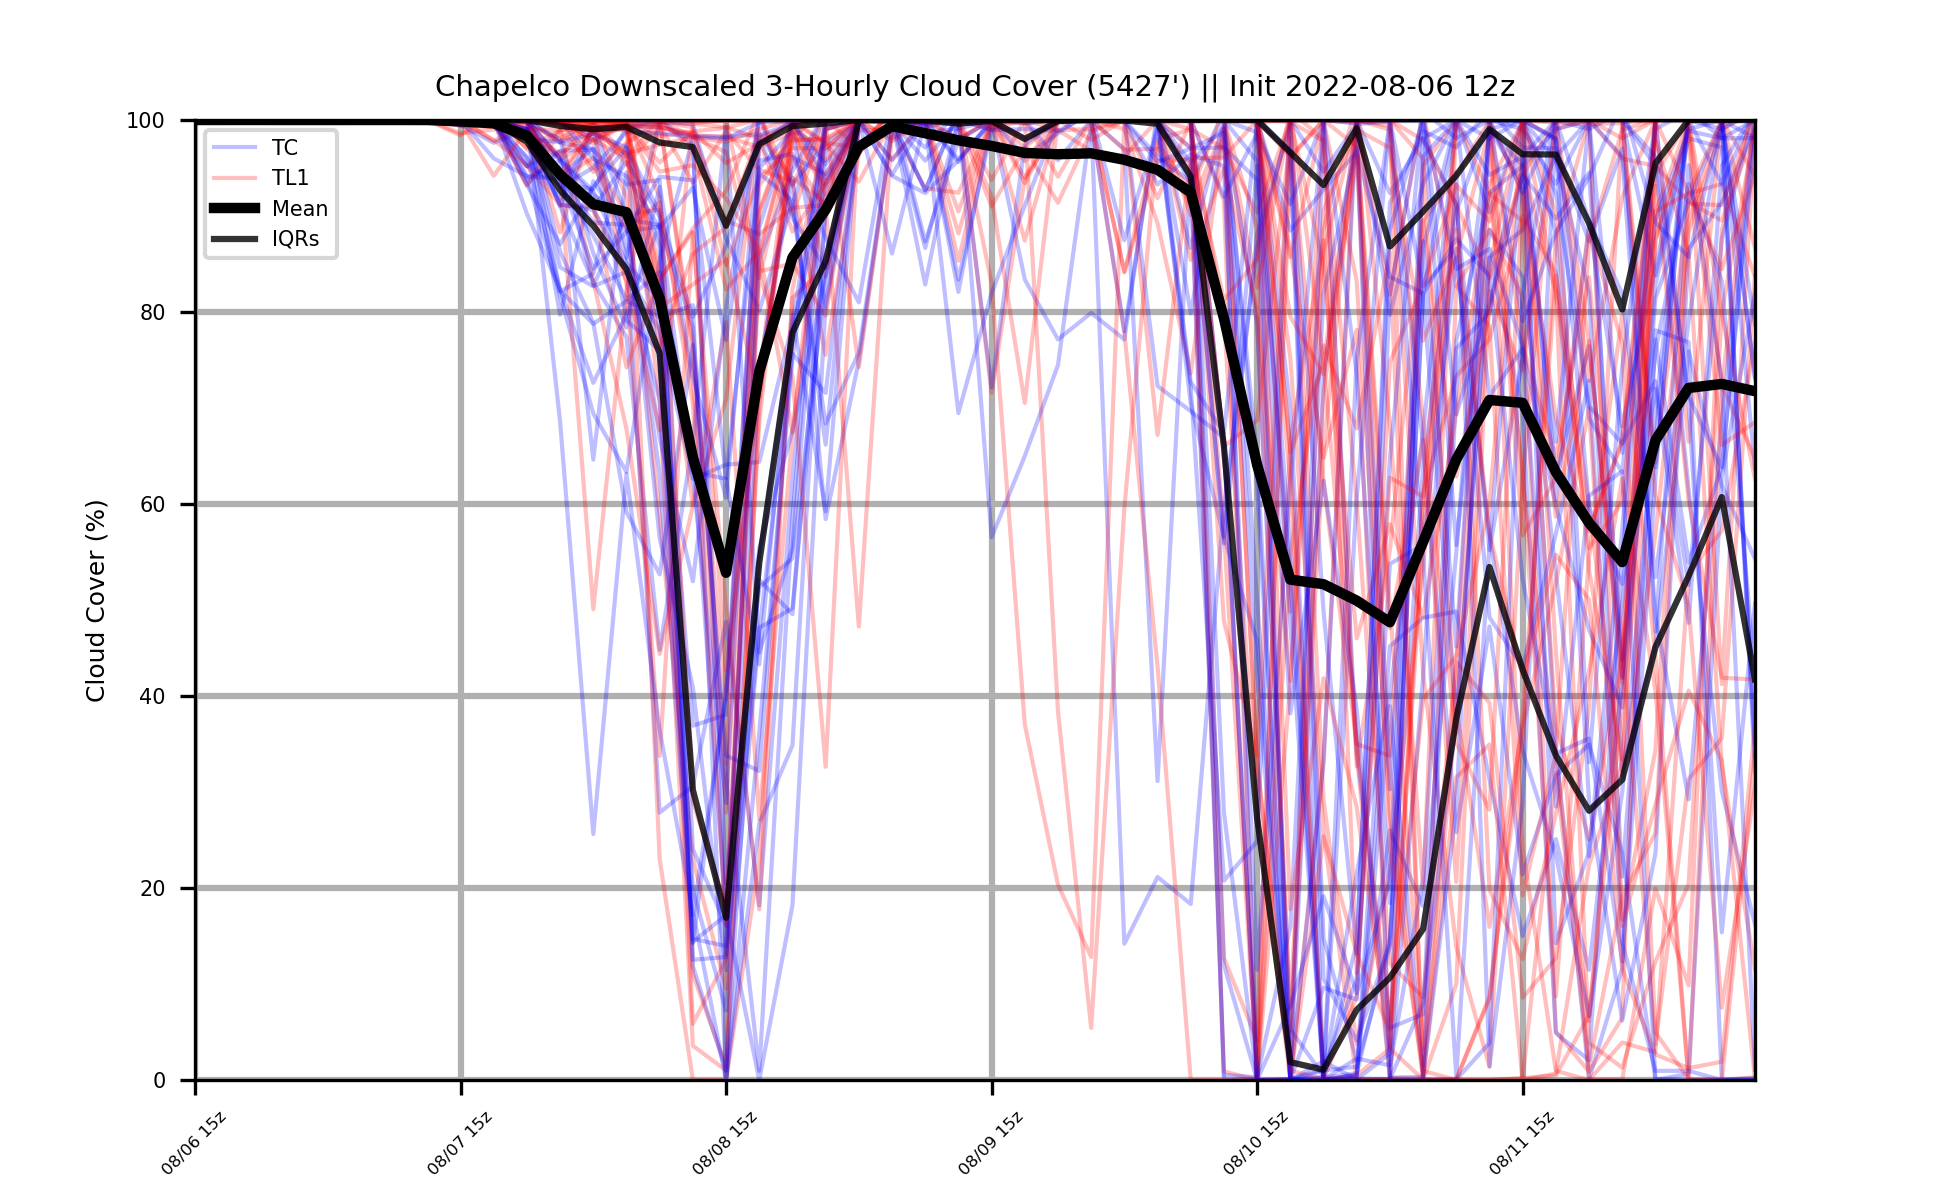 Chapelco Downscaled 3-Hourly Cloud Cover (5427') || Init 2022-08-06 12z
TC
TL1
Mean
IQRs
Cloud Cover (%)
100
80
60
40
20
0
08/06 15z
08/07 15z
08/08 15z
08/09 15z
08/10 15z
08/11 15z